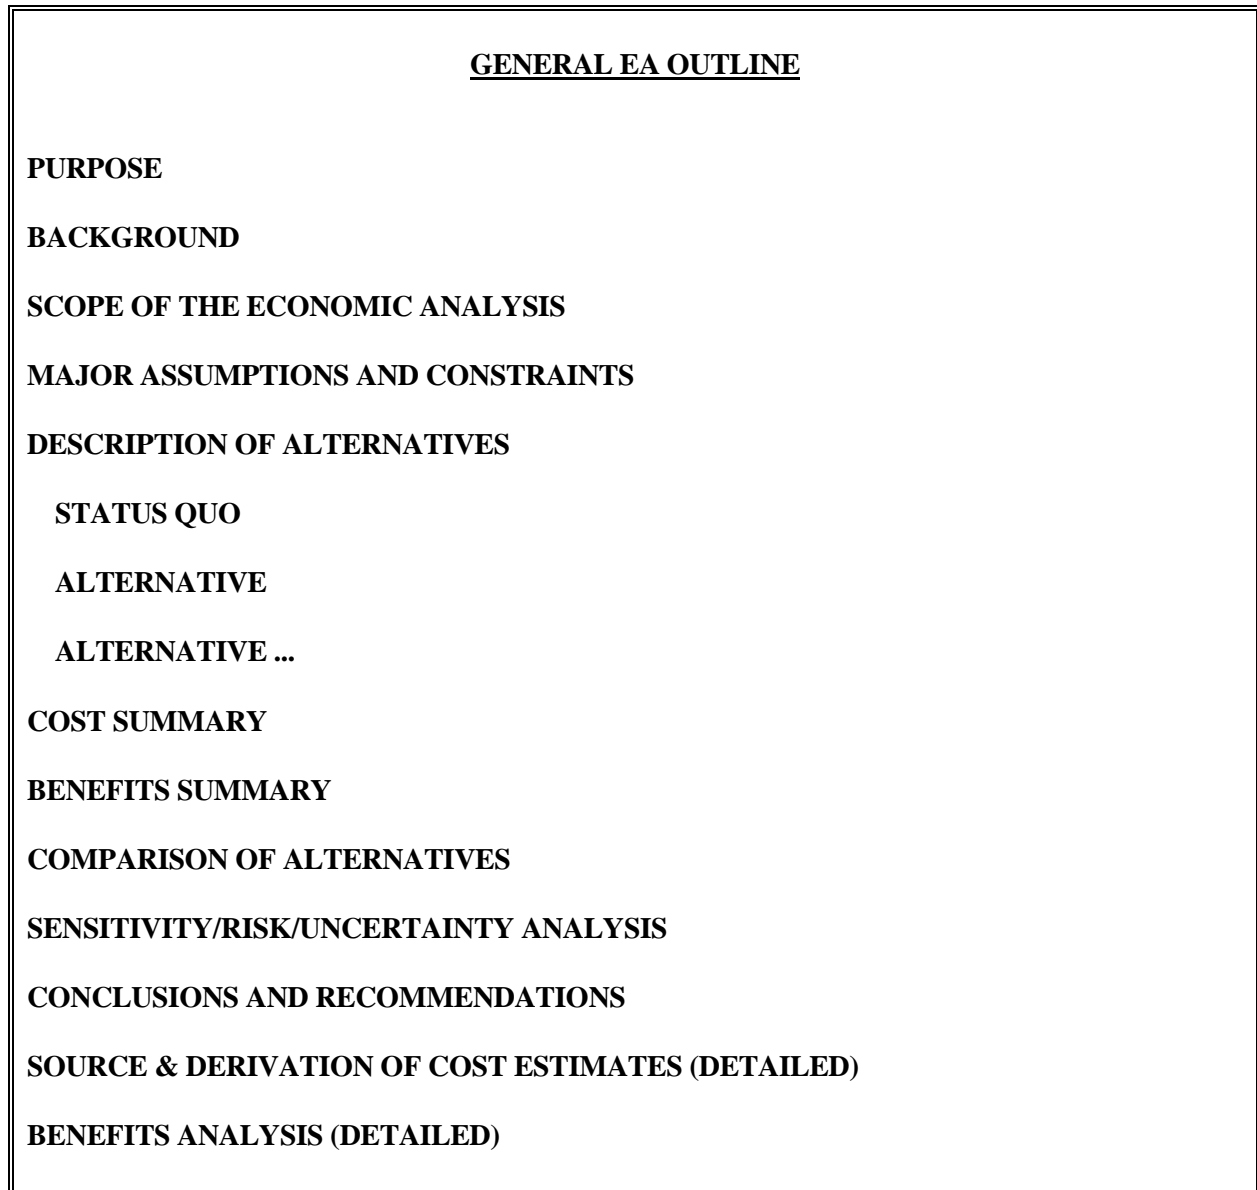 GENERAL EA OUTLINE
PURPOSE
BACKGROUND
SCOPE OF THE ECONOMIC ANALYSIS
MAJOR ASSUMPTIONS AND CONSTRAINTS
DESCRIPTION OF ALTERNATIVES
STATUS QUO
ALTERNATIVE
ALTERNATIVE ...
COST SUMMARY
BENEFITS SUMMARY
COMPARISON OF ALTERNATIVES
SENSITIVITY/RISK/UNCERTAINTY ANALYSIS
CONCLUSIONS AND RECOMMENDATIONS
SOURCE & DERIVATION OF COST ESTIMATES (DETAILED)
BENEFITS ANALYSIS (DETAILED)